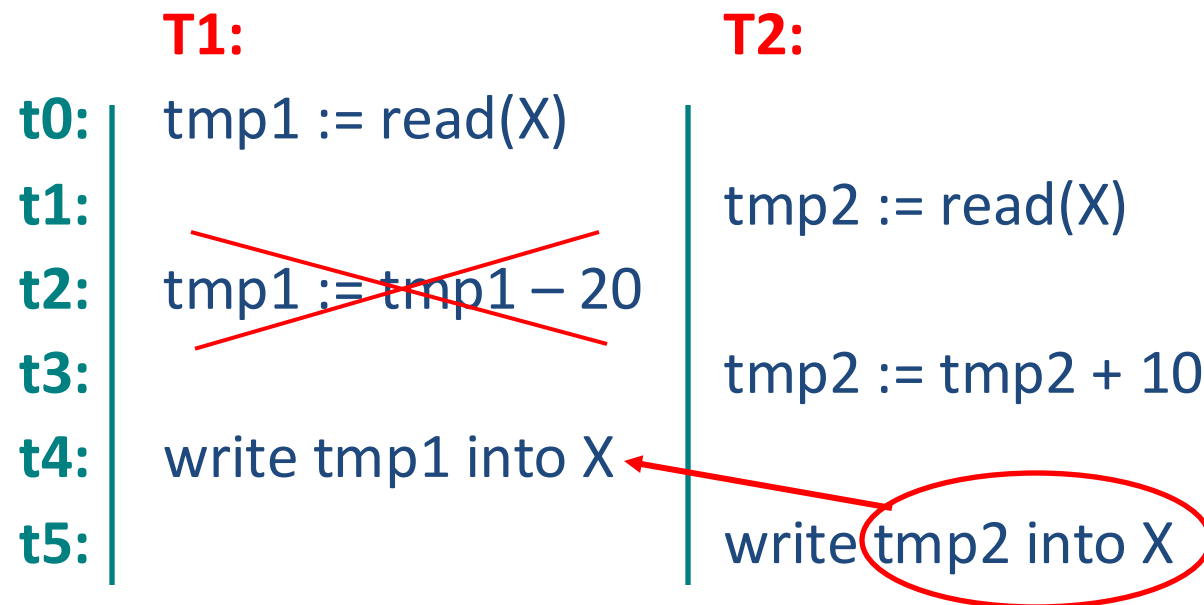 T1: T2:
t0: tmp1 := read(X)
t1: tmp2 := read(X)
t2: tmp1 := tmp1 – 20
t3: tmp2 := tmp2 + 10
t4: write tmp1 into X
t5: write tmp2 into X